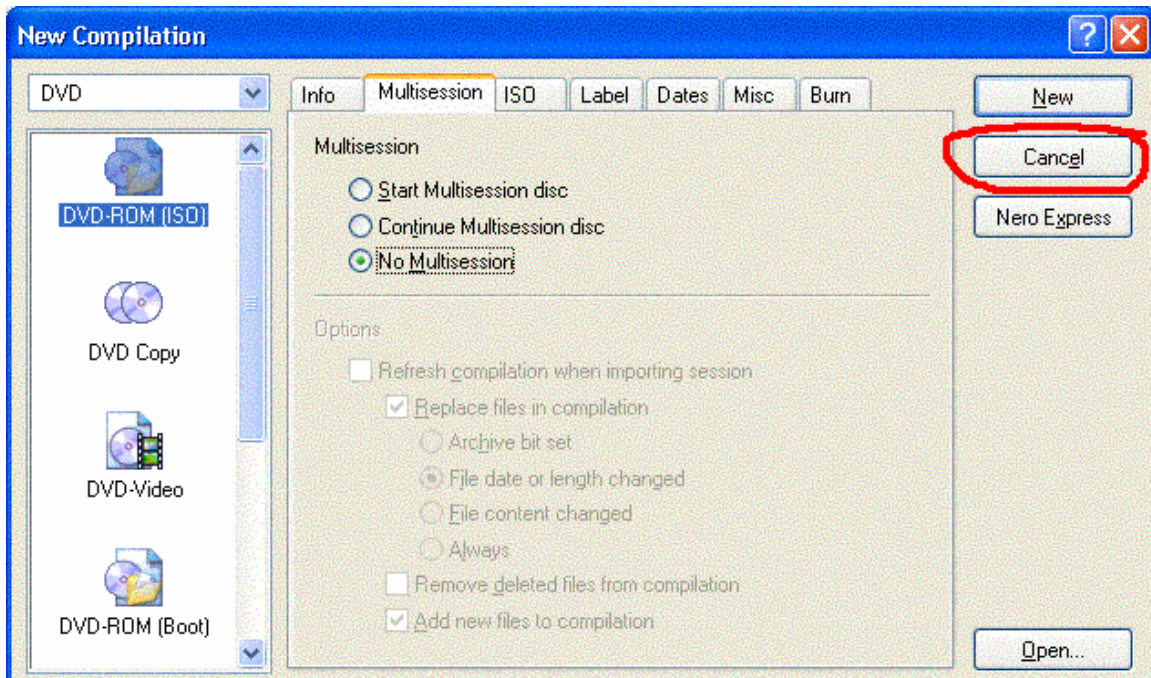 New Compilation
DVD
Info Multisession ISO Label Dates Misc Burn
New
Cancel
Nero Express
DVD-ROM (ISO)
DVD Copy
DVD-Video
DVD-ROM (Boot)
Multisession
Start Multisession disc
Continue Multisession disc
No Multisession
Options
Refresh compilation when importing session
Replace files in compilation
Archive bit set
File date or length changed
File content changed
Always
Remove deleted files from compilation
Add new files to compilation
Open...